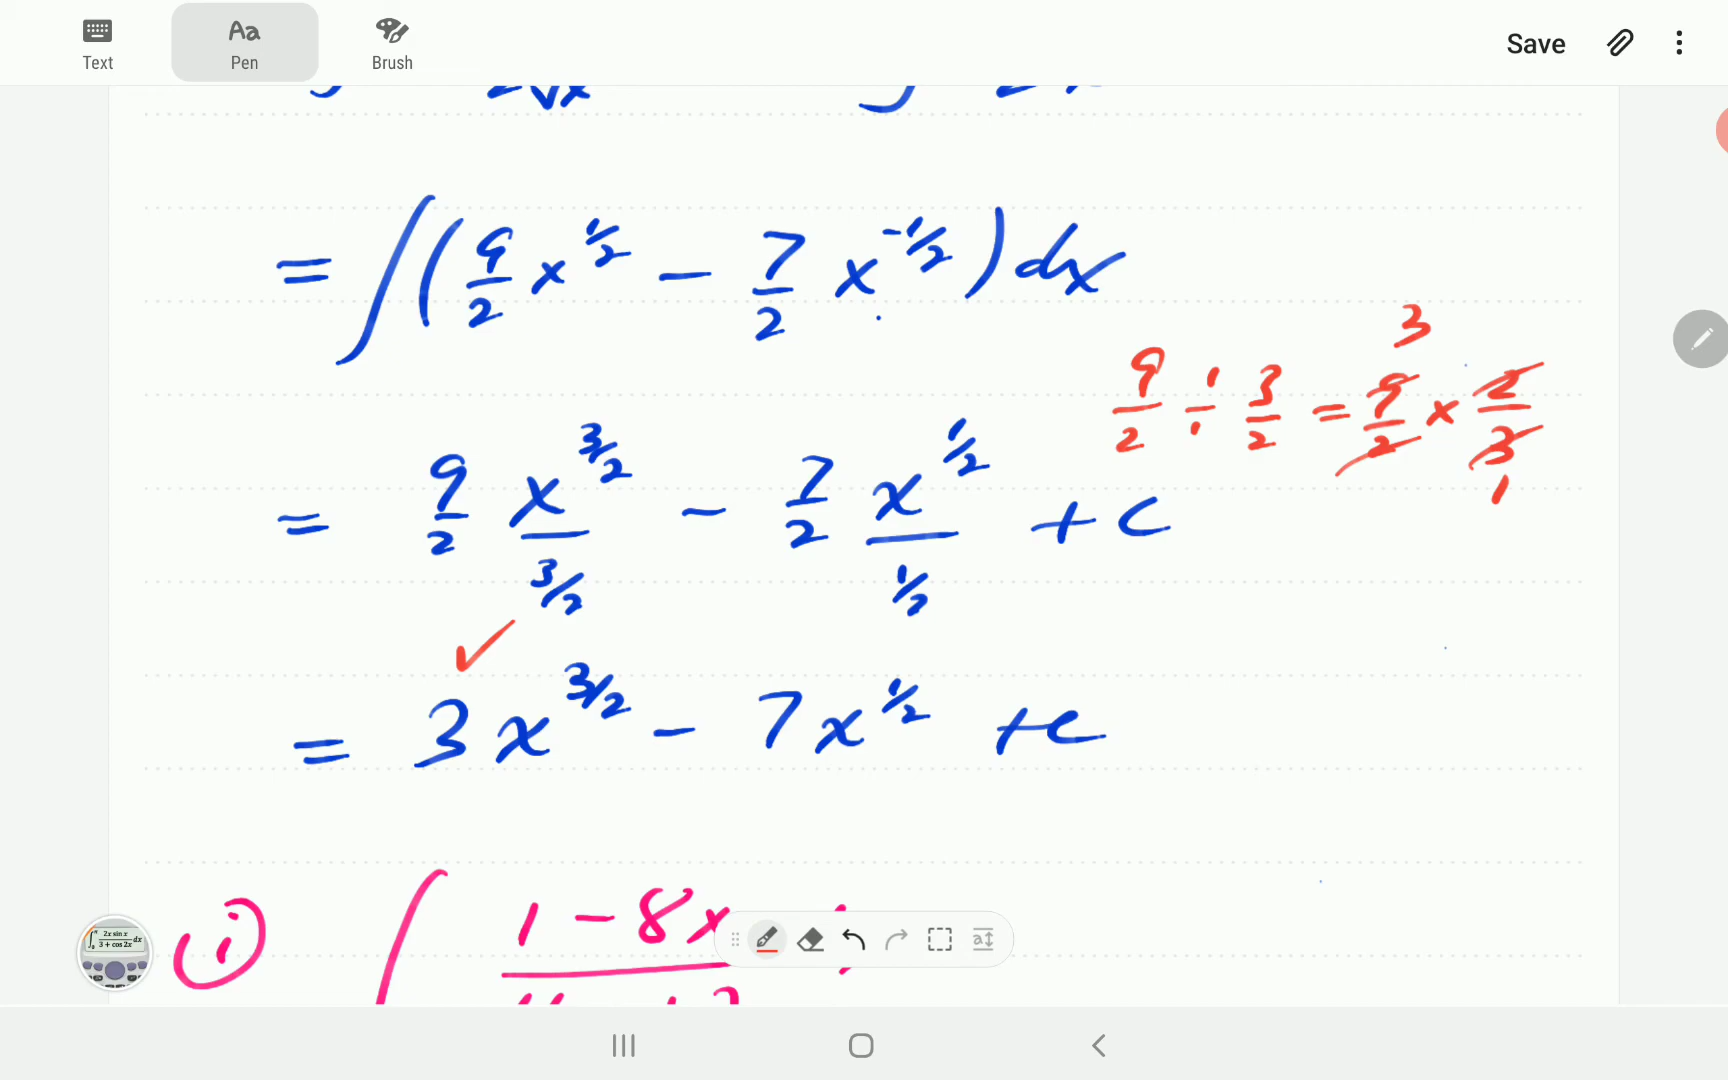 Text Pen Brush Save
= ∫(9/2 x^1/2 − 7/2 x^-1/2)dx
9/2 ÷ 3/2 = 9/2 × 2/3
3
1
= 9/2 x^3/2 / 3/2 − 7/2 x^1/2 / 1/2 + c
= 3x^3/2 − 7x^1/2 + c
i ∫ 1 − 8x